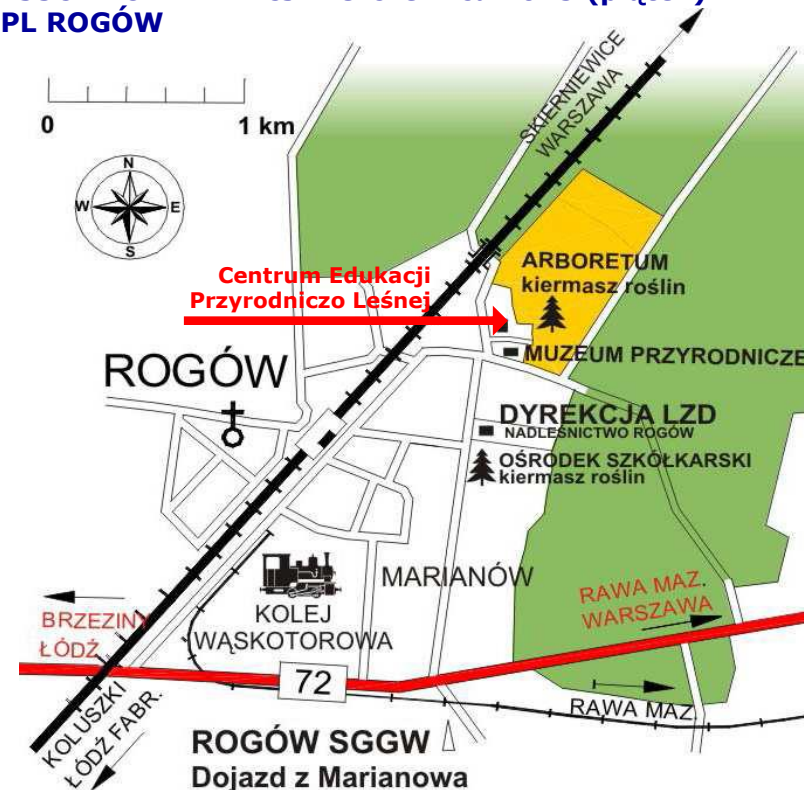 PL ROGÓW
0 1 km
SKIERNIEWICE
WARSZAWA
N
W E
S
Centrum Edukacji
Przyrodniczo Leśnej
ARBORETUM
kiermasz roślin
MUZEUM PRZYRODNICZE
ROGÓW
DYREKCJA LZD
NADLEŚNICTWO ROGÓW
OŚRODEK SZKÓŁKARSKI
kiermasz roślin
MARIANÓW
KOLEJ
WĄSKOTOROWA
BRZEZINY
ŁÓDŹ
RAWA MAZ.
WARSZAWA
72
RAWA MAZ.
KOLUSZKI
ŁÓDŹ FABR.
ROGÓW SGGW
Dojazd z Marianowa